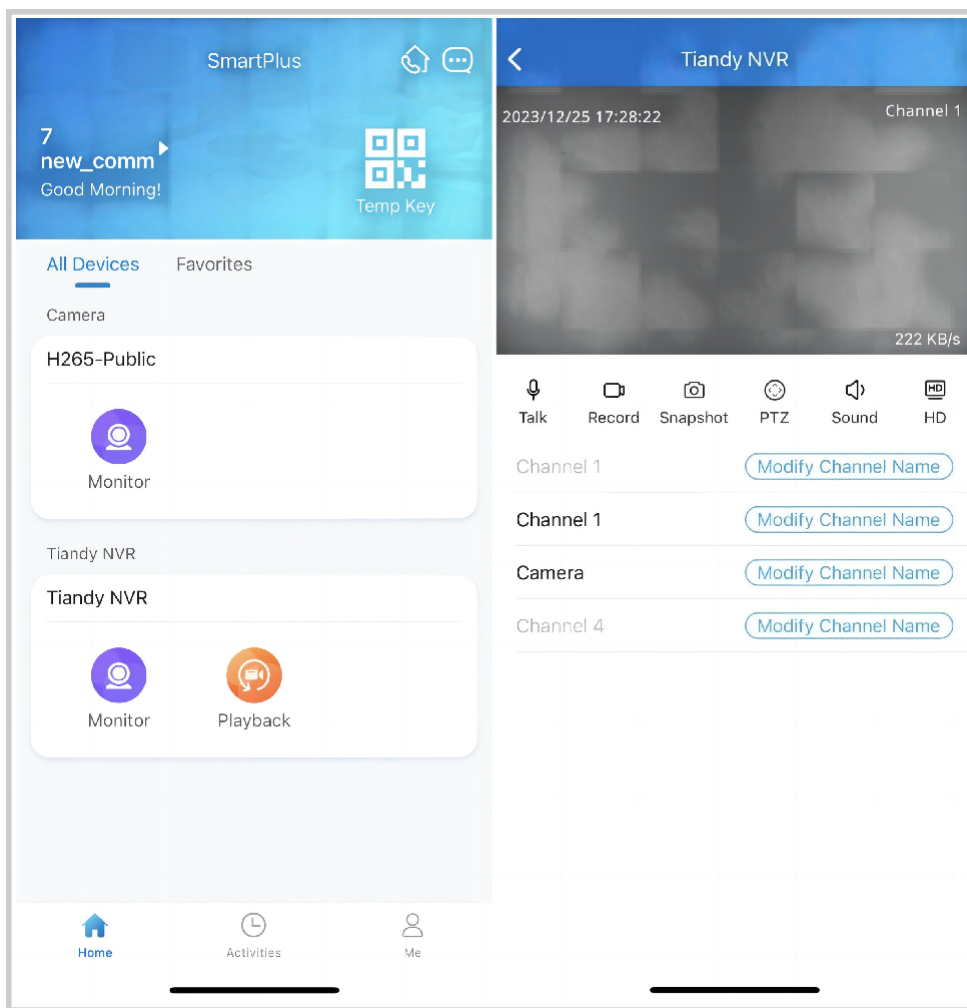 SmartPlus
7
new_comm
Good Morning!
Temp Key
All Devices Favorites
Camera
H265-Public
Monitor
Tiandy NVR
Tiandy NVR
Monitor Playback
Home Activities Me
Tiandy NVR
2023/12/25 17:28:22 Channel 1
222 KB/s
Talk Record Snapshot PTZ Sound HD HD
Channel 1 Modify Channel Name
Channel 1 Modify Channel Name
Camera Modify Channel Name
Channel 4 Modify Channel Name